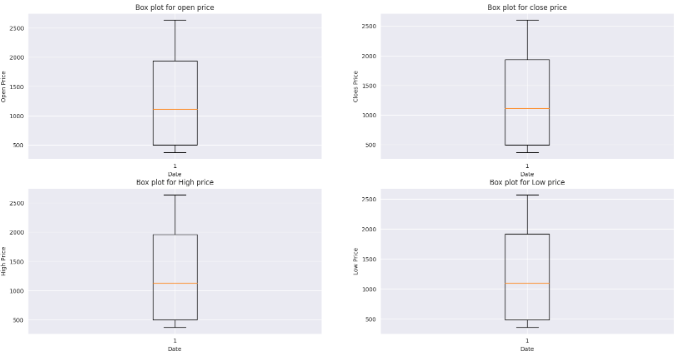 Box plot for open price
2500
2000
1500
1000
500
Open Price
1
Date
Box plot for close price
2500
2000
1500
1000
500
Cloes Price
1
Date
Box plot for High price
2500
2000
1500
1000
500
High Price
1
Date
Box plot for Low price
2500
2000
1500
1000
500
Low Price
1
Date